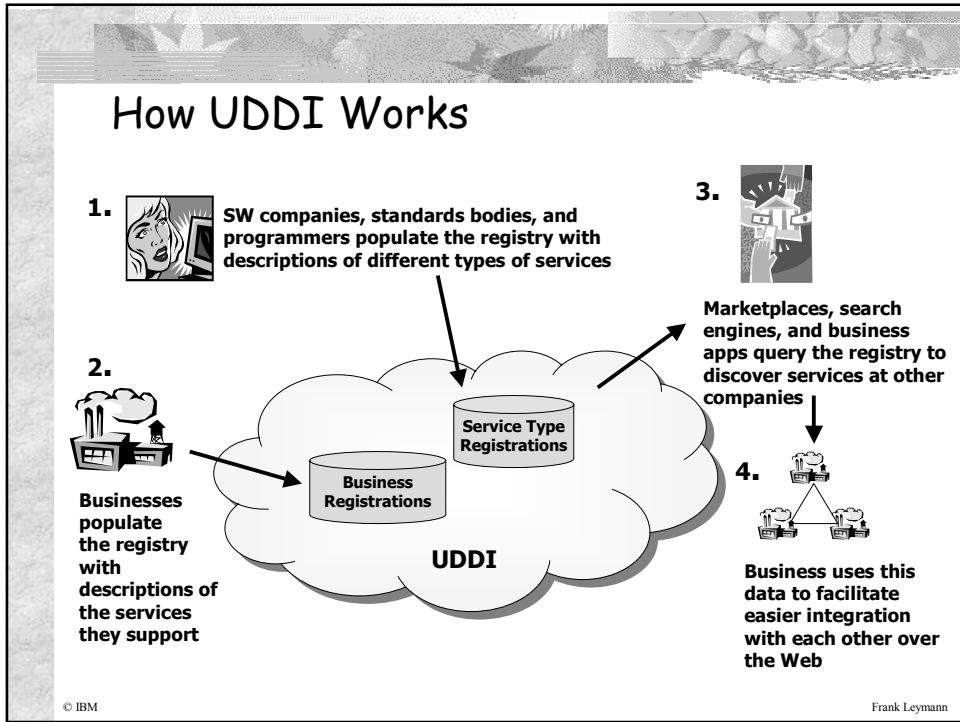 How UDDI Works
1.
SW companies, standards bodies, and
programmers populate the registry with
descriptions of different types of services
2.
Businesses
populate
the registry
with
descriptions of
the services
they support
Service Type
Registrations
Business
Registrations
UDDI
3.
Marketplaces, search
engines, and business
apps query the registry to
discover services at other
companies
4.
Business uses this
data to facilitate
easier integration
with each other over
the Web
© IBM
Frank Leymann